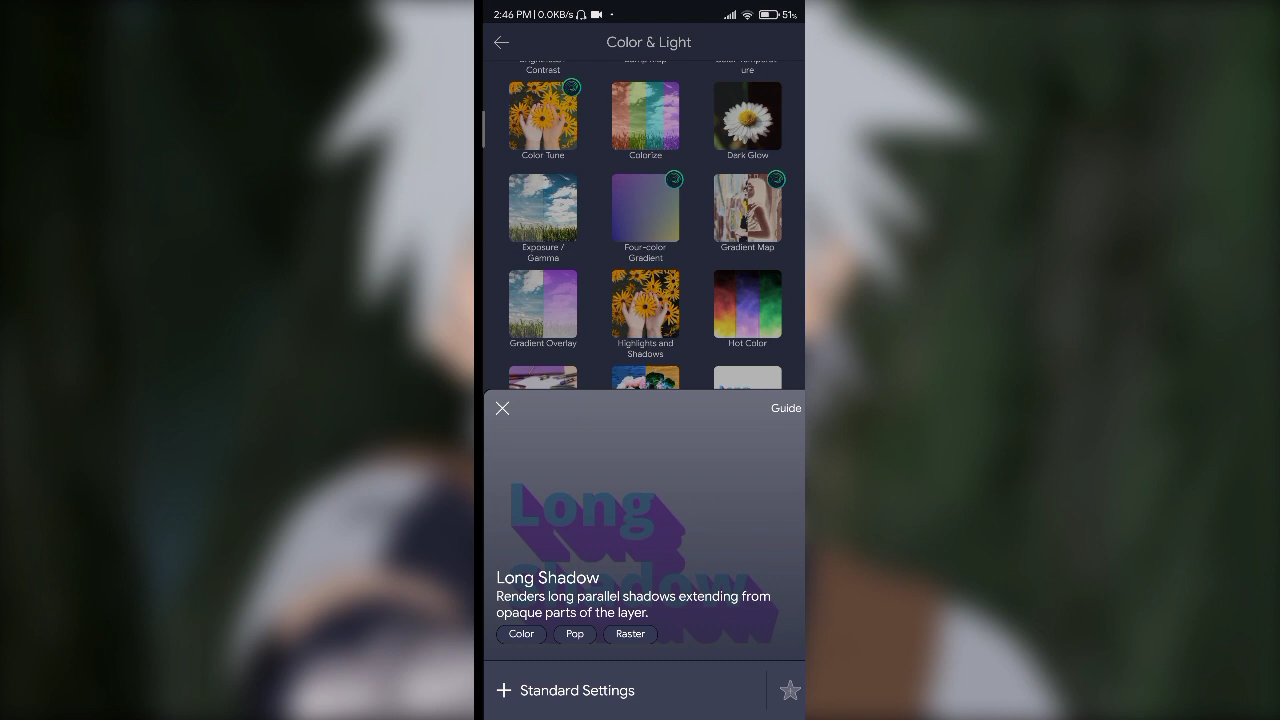 2:46 PM | 0.0KB/s
51%
Color & Light
Contrast
ure
Color Tune
Colorize
Dark Glow
Exposure /
Gamma
Four-color
Gradient
Gradient Map
Gradient Overlay
Highlights and
Shadows
Hot Color
Guide
Long
Shadow
Long Shadow
Renders long parallel shadows extending from
opaque parts of the layer.
Color
Pop
Raster
+ Standard Settings